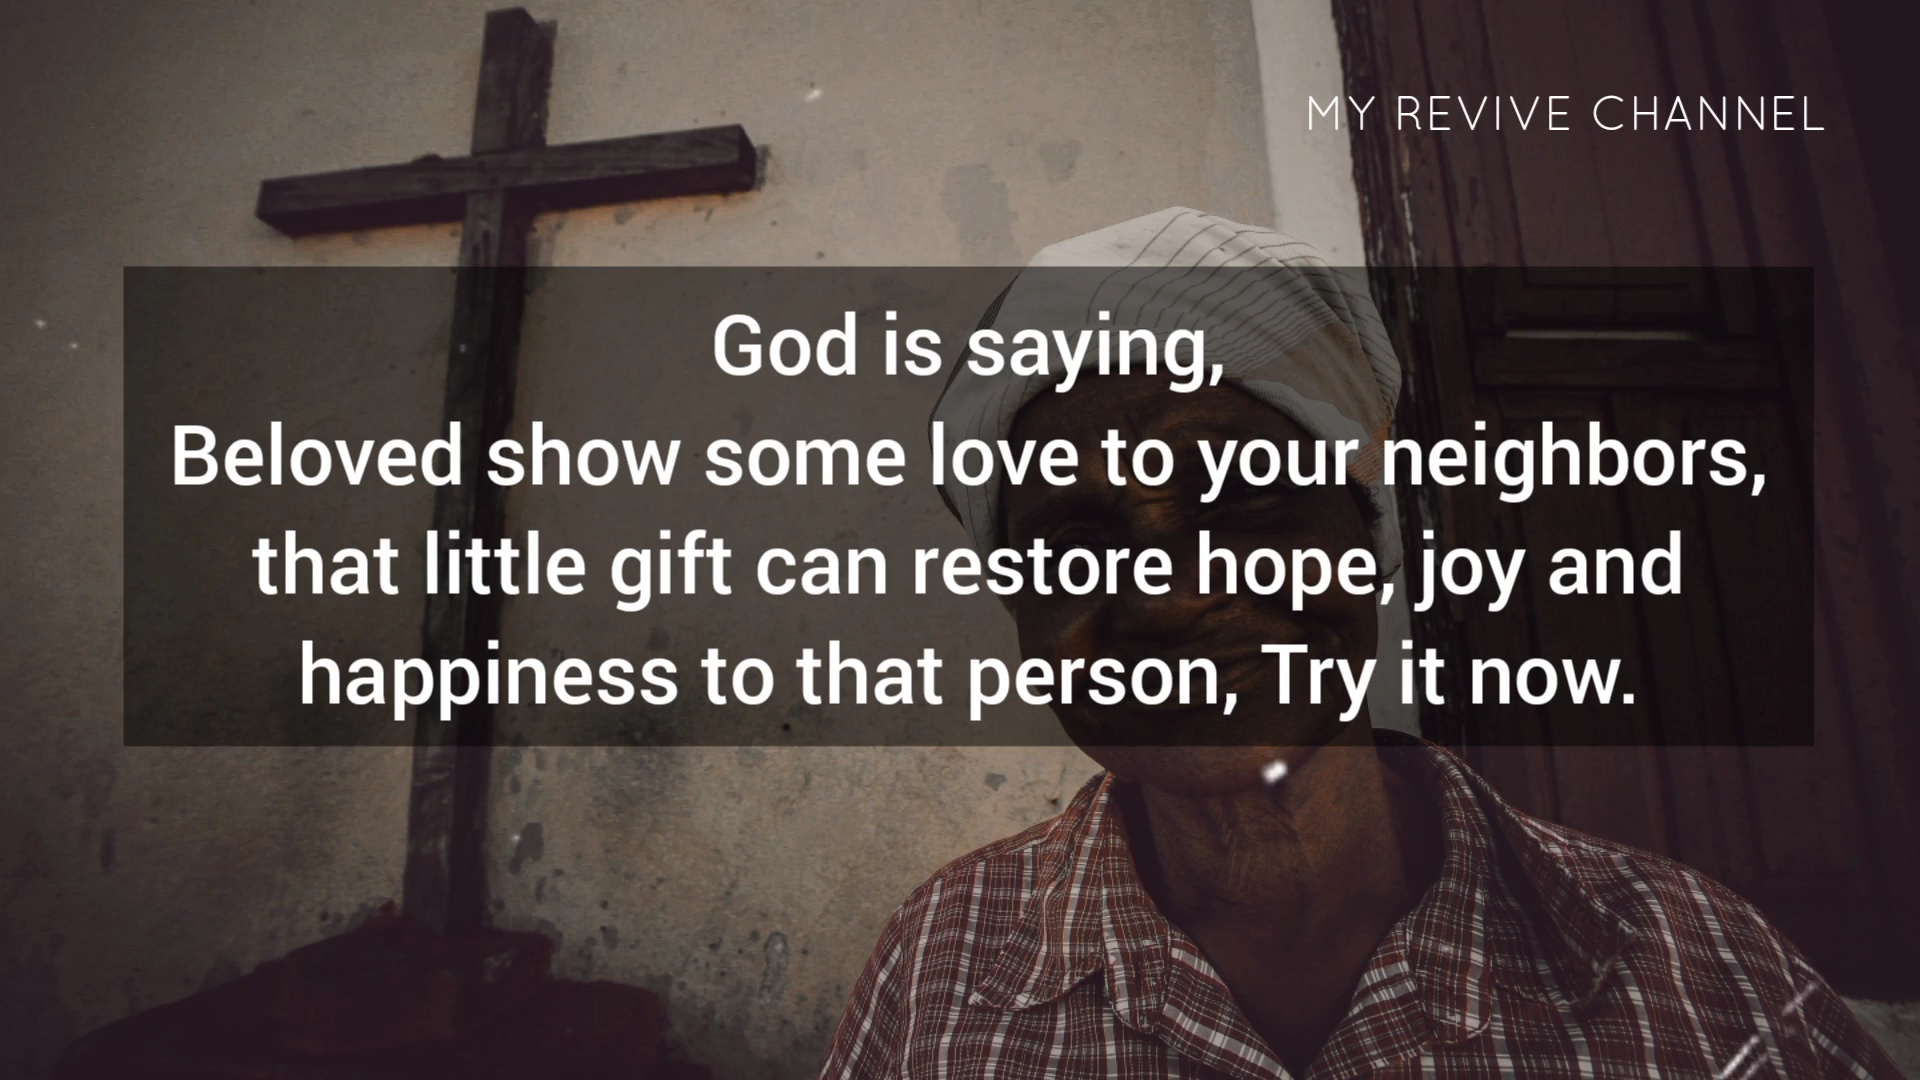 MY REVIVE CHANNEL
God is saying,
Beloved show some love to your neighbors,
that little gift can restore hope, joy and
happiness to that person, Try it now.